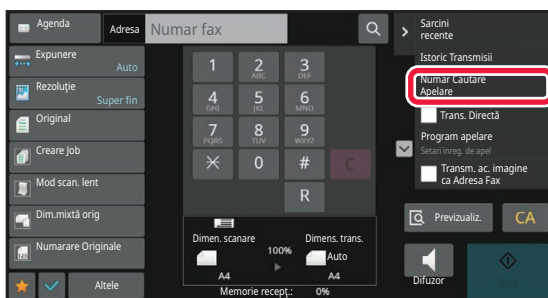 Agenda
Adresa
Numar fax
Expunere
Auto
Rezoluţie
Super fin
Original
Creare Job
Mod scan. lent
Dim.mixtă orig
Numarare Originale
Altele
1
2
ABC
3
DEF
4
GHI
5
JKL
6
MNO
7
PQRS
8
TUV
9
WXYZ
0
#
C
R
Dimen. scanare
100%
Dimens. trans.
Auto
A4
A4
Memorie recepţ.: 0%
Sarcini
recente
Istoric Transmisii
Numar Cautare
Apelare
Trans. Directă
Program apelare
Setari inreg. de apel
Transm. ac. imagine
ca Adresa Fax
Previzualiz.
CA
Difuzor
Start